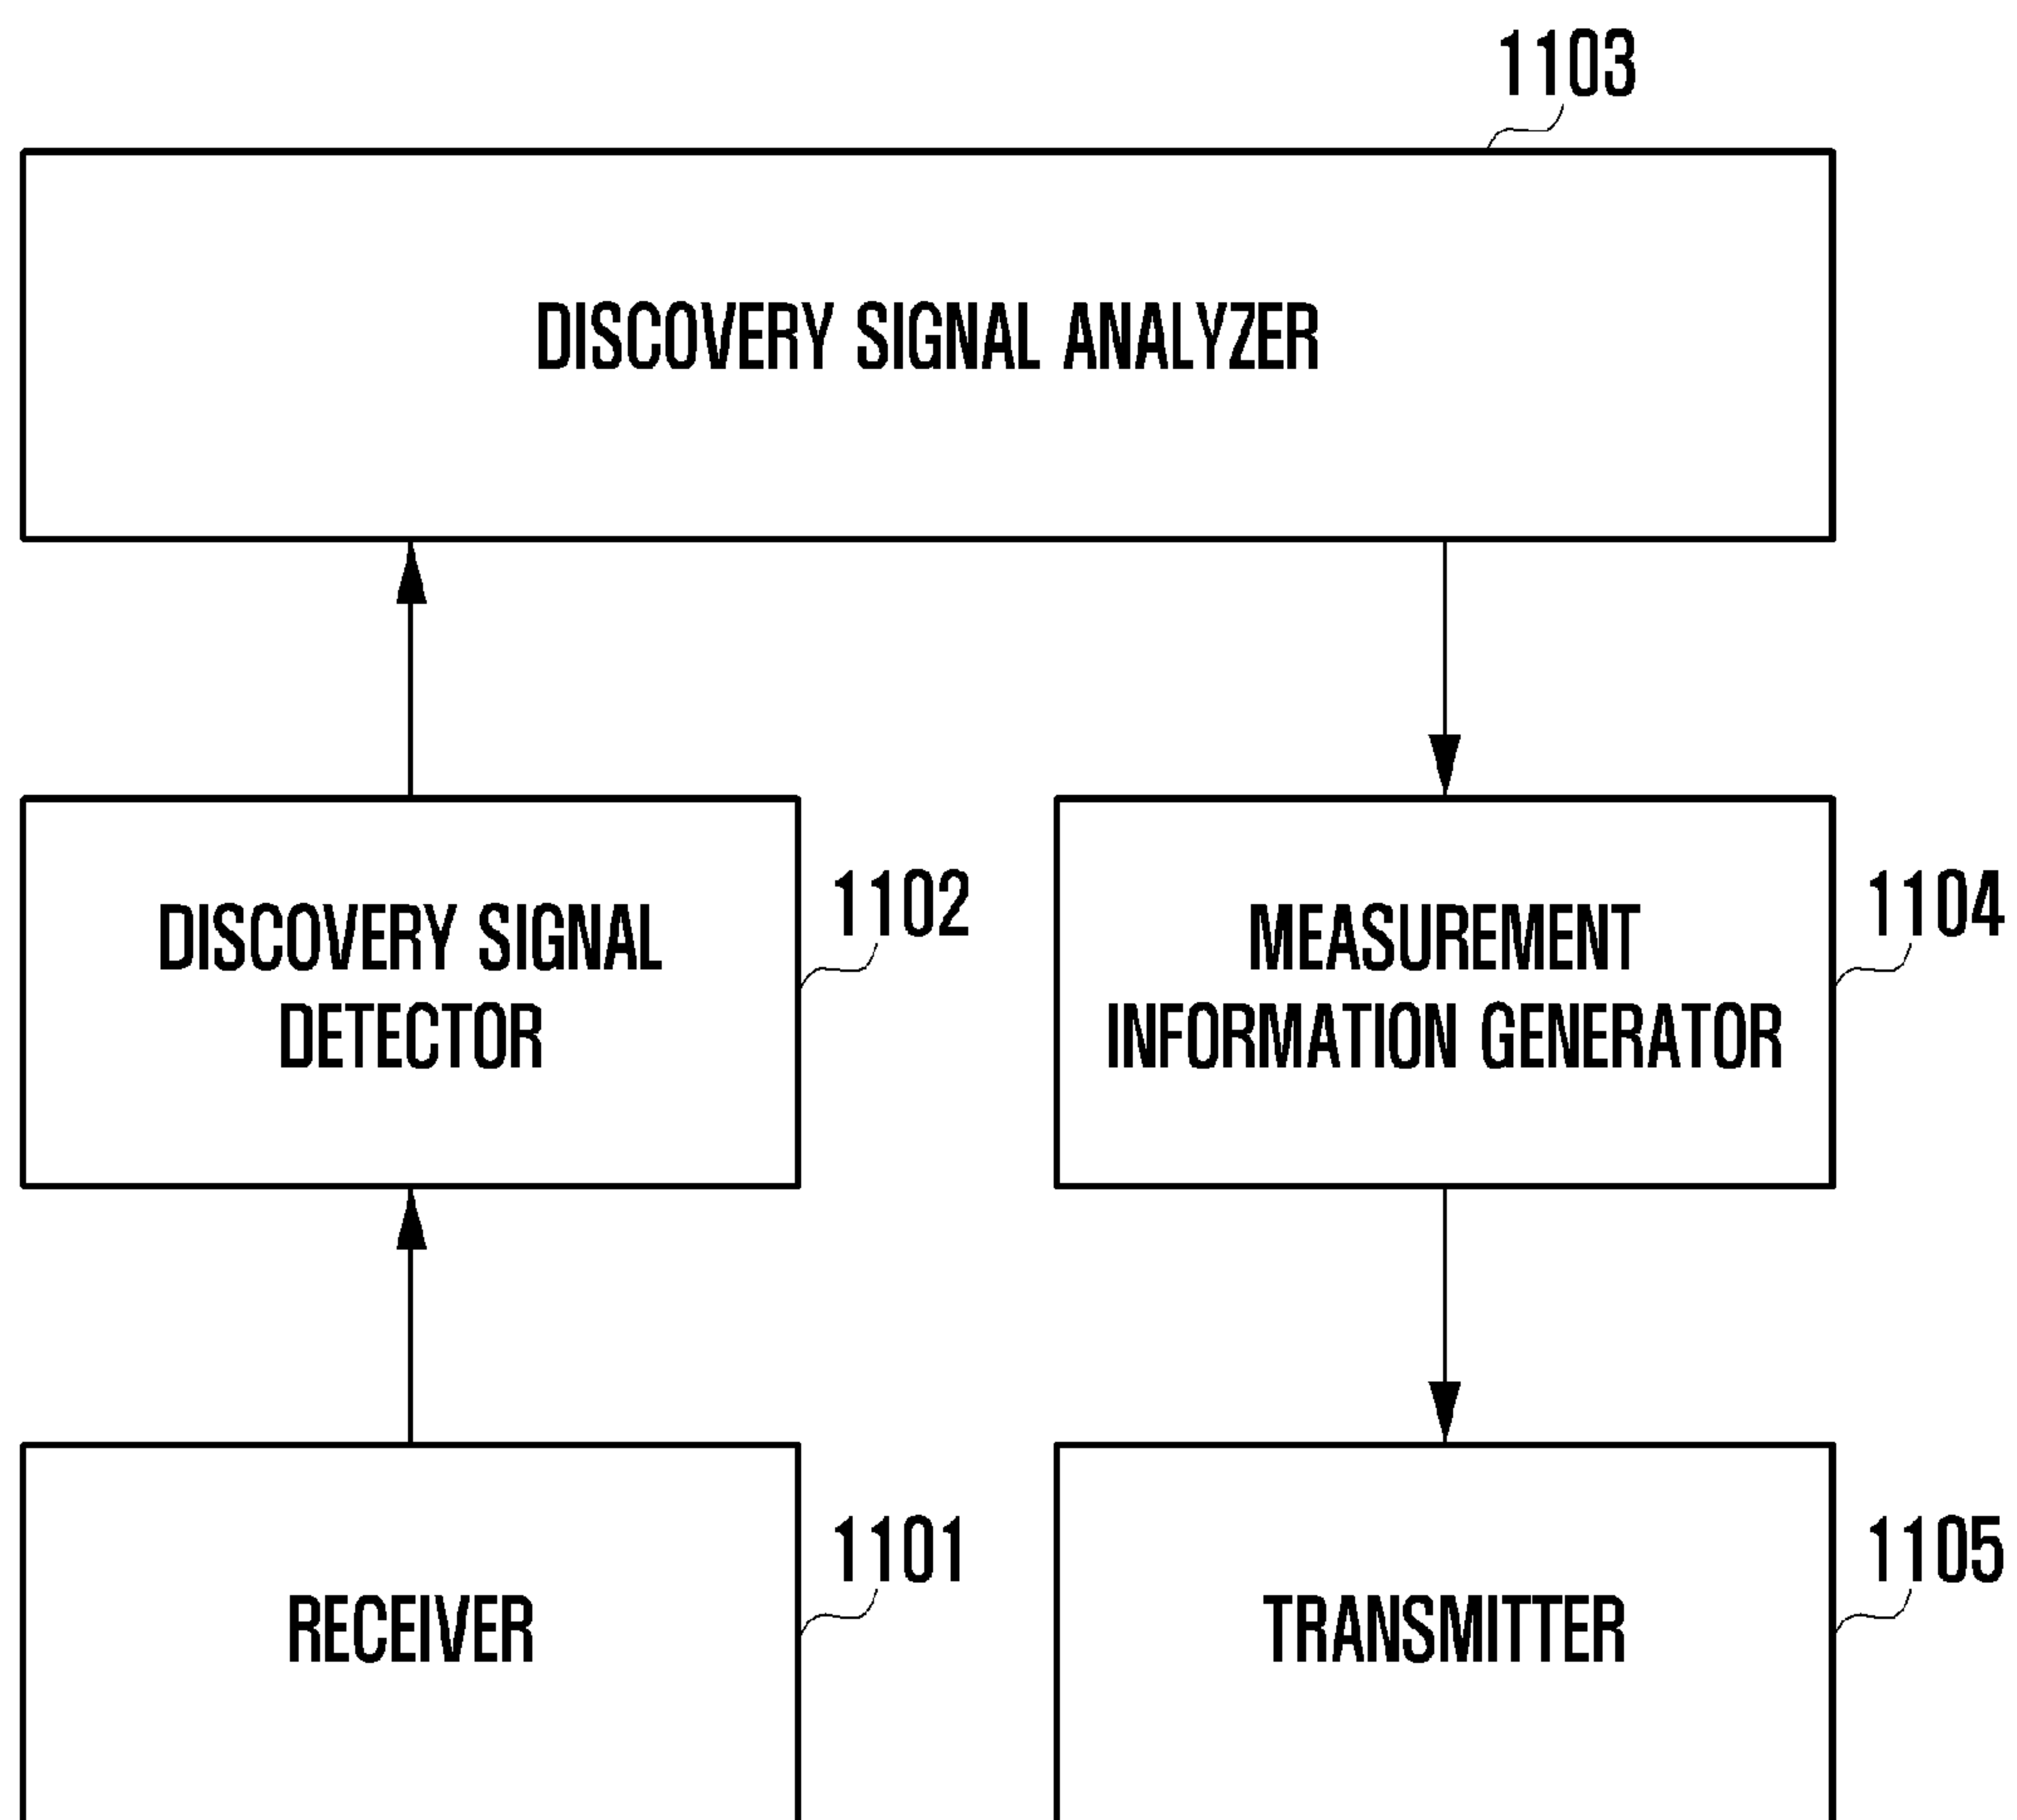 1103
DISCOVERY SIGNAL ANALYZER
DISCOVERY SIGNAL
DETECTOR
1102
MEASUREMENT
INFORMATION GENERATOR
1104
RECEIVER
1101
TRANSMITTER
1105